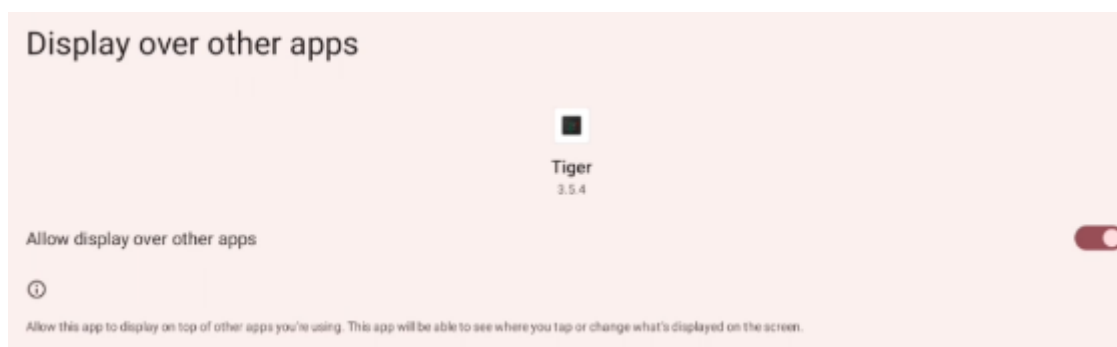 Display over other apps
Tiger
3.5.4
Allow display over other apps
Allow this app to display on top of other apps you're using. This app will be able to see where you tap or change what's displayed on the screen.